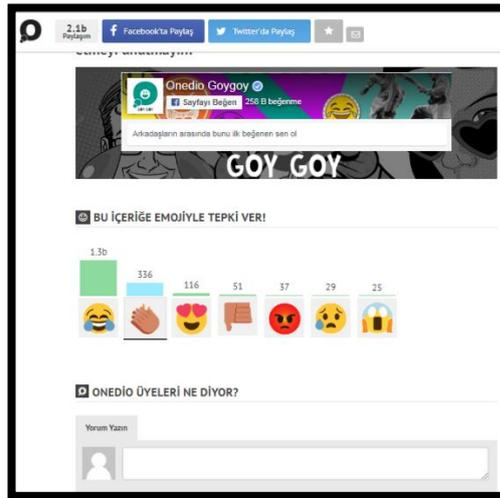 2.1b
Paylaşım
Facebook'ta Paylaş
Twitter'da Paylaş
etmeyi unutmayın!
Onedio Goygoy
Sayfayı Beğen
258 B beğenme
Arkadaşların arasında bunu ilk beğenen sen ol
GOY GOY
BU İÇERİĞE EMOJİYLE TEPKİ VER!
1.3b
336
116
51
37
29
25
ONEDİO ÜYELERİ NE DİYOR?
Yorum Yazın